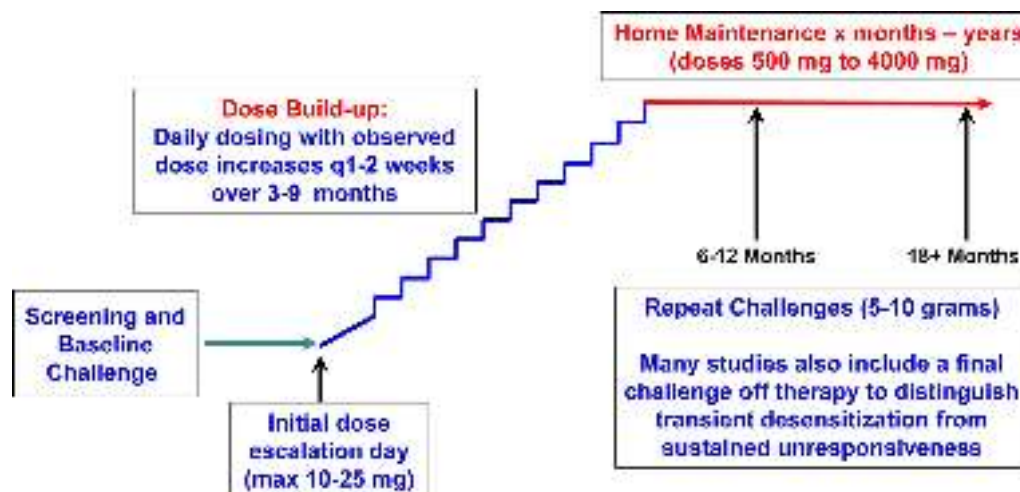 Home Maintenance x months – years
(doses 500 mg to 4000 mg)
Dose Build-up:
Daily dosing with observed
dose increases q1-2 weeks
over 3-9 months
6-12 Months
18+ Months
Screening and
Baseline
Challenge
Initial dose
escalation day
(max 10-25 mg)
Repeat Challenges (5-10 grams)
Many studies also include a final
challenge off therapy to distinguish
transient desensitization from
sustained unresponsiveness